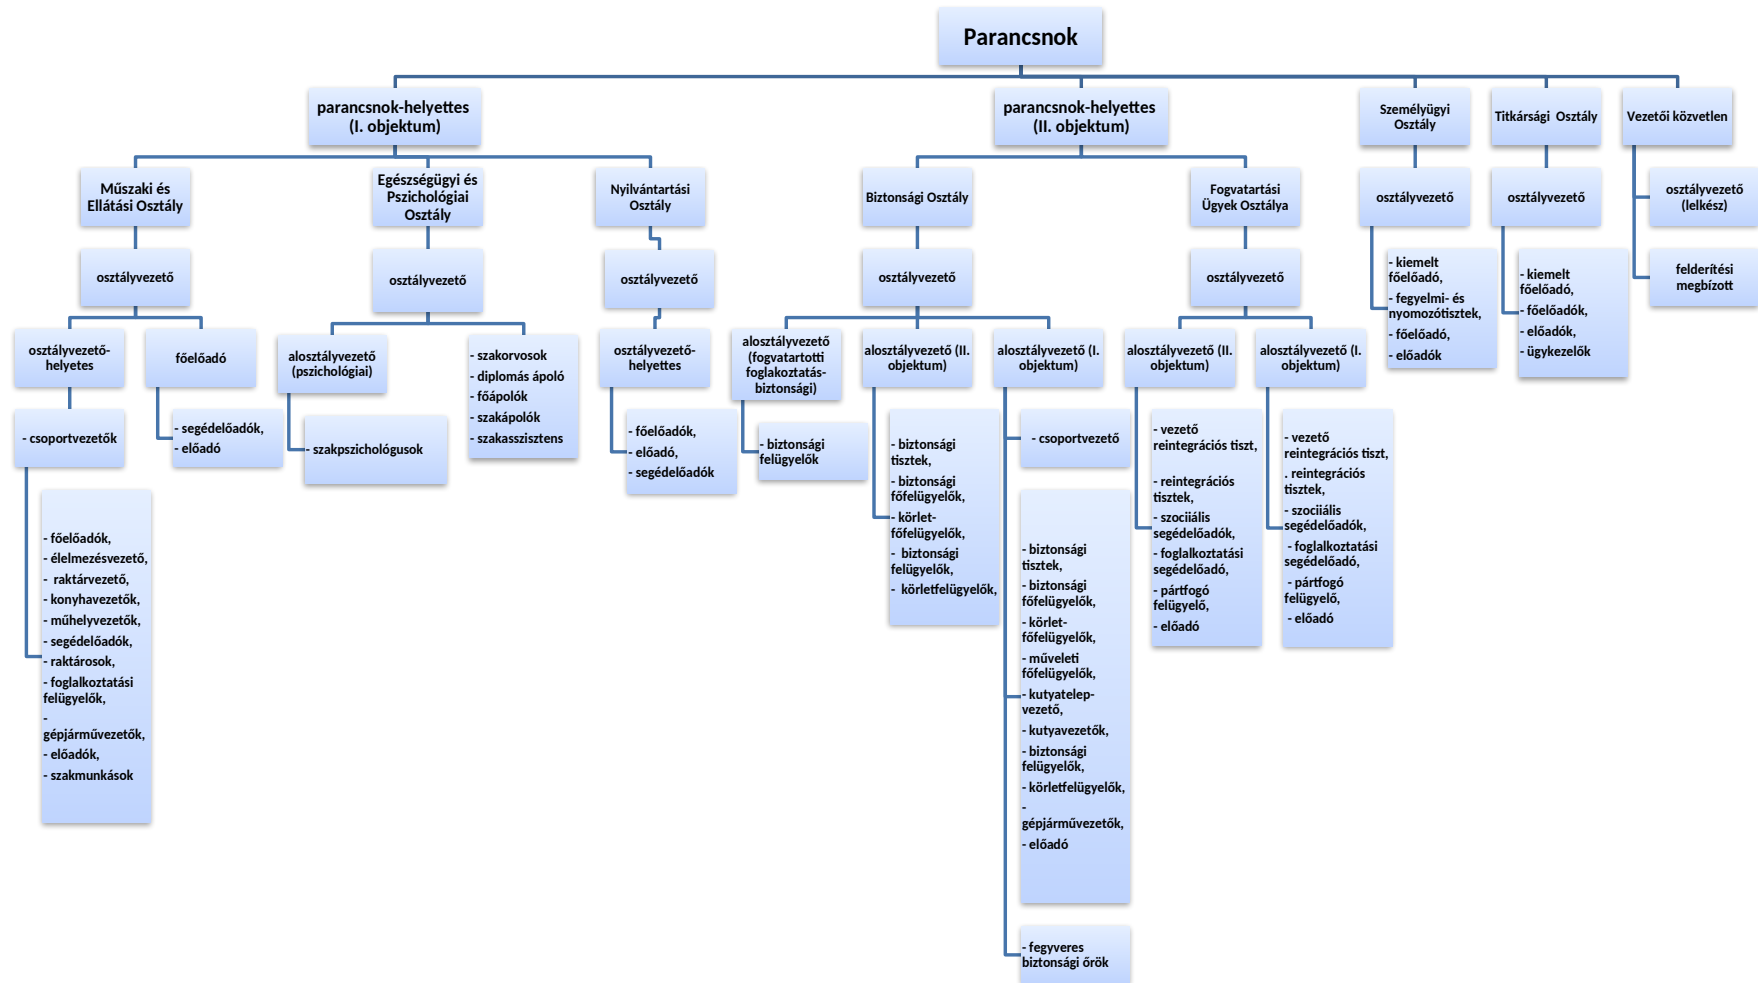 Parancsnok
parancsnok-helyettes
(I. objektum)
parancsnok-helyettes
(II. objektum)
Személyügyi
Osztály
Titkársági  Osztály
Vezetői közvetlen
Műszaki és
Ellátási Osztály
Egészségügyi és
Pszichológiai
Osztály
Nyilvántartási
Osztály
Biztonsági Osztály
Fogvatartási
Ügyek Osztálya
osztályvezető
osztályvezető
osztályvezető
(lelkész)
osztályvezető
osztályvezető
osztályvezető
osztályvezető
osztályvezető
- kiemelt
főelőadó,
- fegyelmi- és
nyomozótisztek,
- főelőadó,
- előadók
- kiemelt
főelőadó,
- főelőadók,
- előadók,
- ügykezelők
felderítési
megbízott
osztályvezető-
helyetes
főelőadó
alosztályvezető
(pszichológiai)
- szakorvosok
- diplomás ápoló
- főápolók
- szakápolók
- szakasszisztens
osztályvezető-
helyettes
alosztályvezető
(fogvatartotti
foglakoztatás-
biztonsági)
alosztályvezető (II.
objektum)
alosztályvezető (I.
objektum)
alosztályvezető (II.
objektum)
alosztályvezető (I.
objektum)
- csoportvezetők
- segédelőadók,
- előadó
- szakpszichológusok
- főelőadók,
- előadó,
- segédelőadók
- biztonsági
felügyelők
- biztonsági
tisztek,
- biztonsági
főfelügyelők,
- körlet-
főfelügyelők,
-  biztonsági
felügyelők,
-  körletfelügyelők,
- csoportvezető
- vezető
reintegrációs tiszt,
- reintegrációs
tisztek,
- szociiális
segédelőadók,
- foglalkoztatási
segédelőadó,
- pártfogó
felügyelő,
- előadó
- vezető
reintegrációs tiszt,
. reintegrációs
tisztek,
- szociiális
segédelőadók,
- foglalkoztatási
segédelőadó,
- pártfogó
felügyelő,
- előadó
- főelőadók,
- élelmezésvezető,
-  raktárvezető,
- konyhavezetők,
- műhelyvezetők,
- segédelőadók,
- raktárosok,
- foglalkoztatási
felügyelők,
-
gépjárművezetők,
- előadók,
- szakmunkások
- biztonsági
tisztek,
- biztonsági
főfelügyelők,
- körlet-
főfelügyelők,
- műveleti
főfelügyelők,
- kutyatelep-
vezető,
- kutyavezetők,
- biztonsági
felügyelők,
- körletfelügyelők,
-
gépjárművezetők,
- előadó
- fegyveres
biztonsági őrök